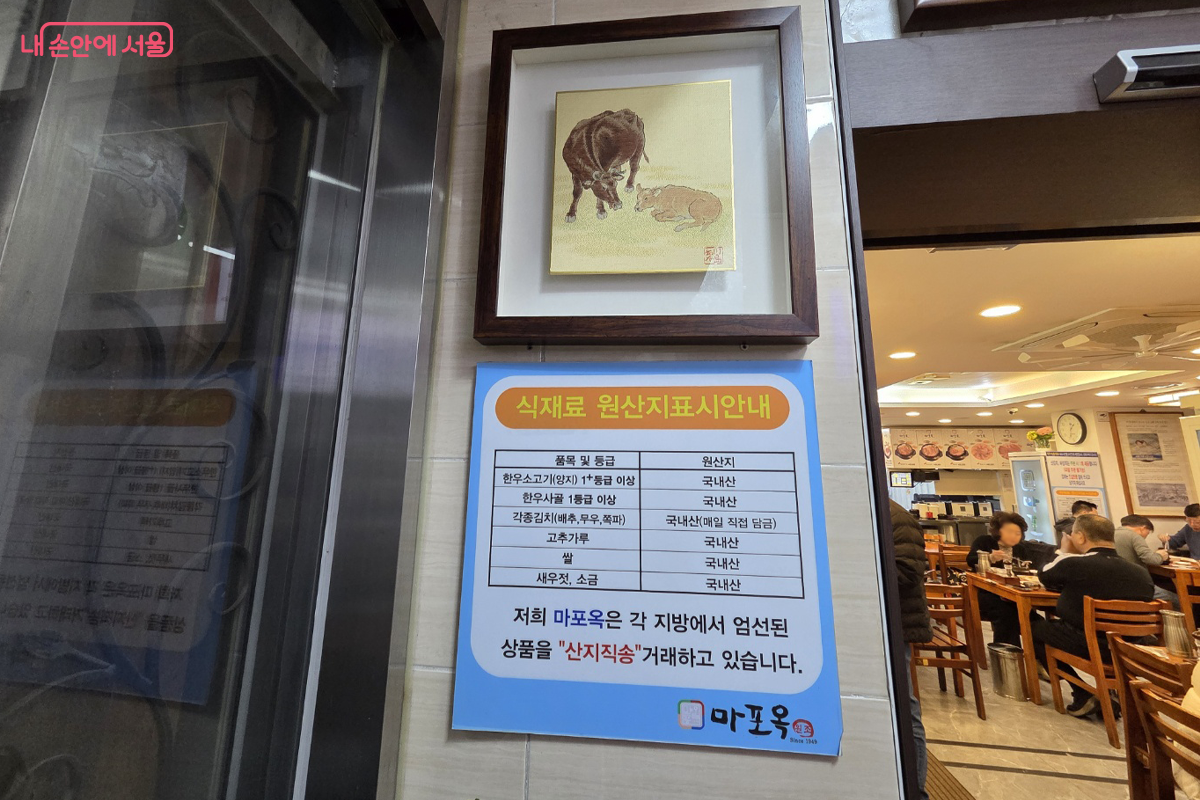 내 손안에 서울
식재료 원산지표시안내
품목 및 등급 원산지
한우소고기(양지) 1⁺등급 이상 국내산
한우사골 1등급 이상 국내산
각종김치(배추,무우,쪽파) 국내산(매일 직접 담금)
고추가루 국내산
쌀 국내산
새우젓, 소금 국내산
저희 마포옥은 각 지방에서 엄선된
상품을 "산지직송"거래하고 있습니다.
마포옥 원조
Since 1949